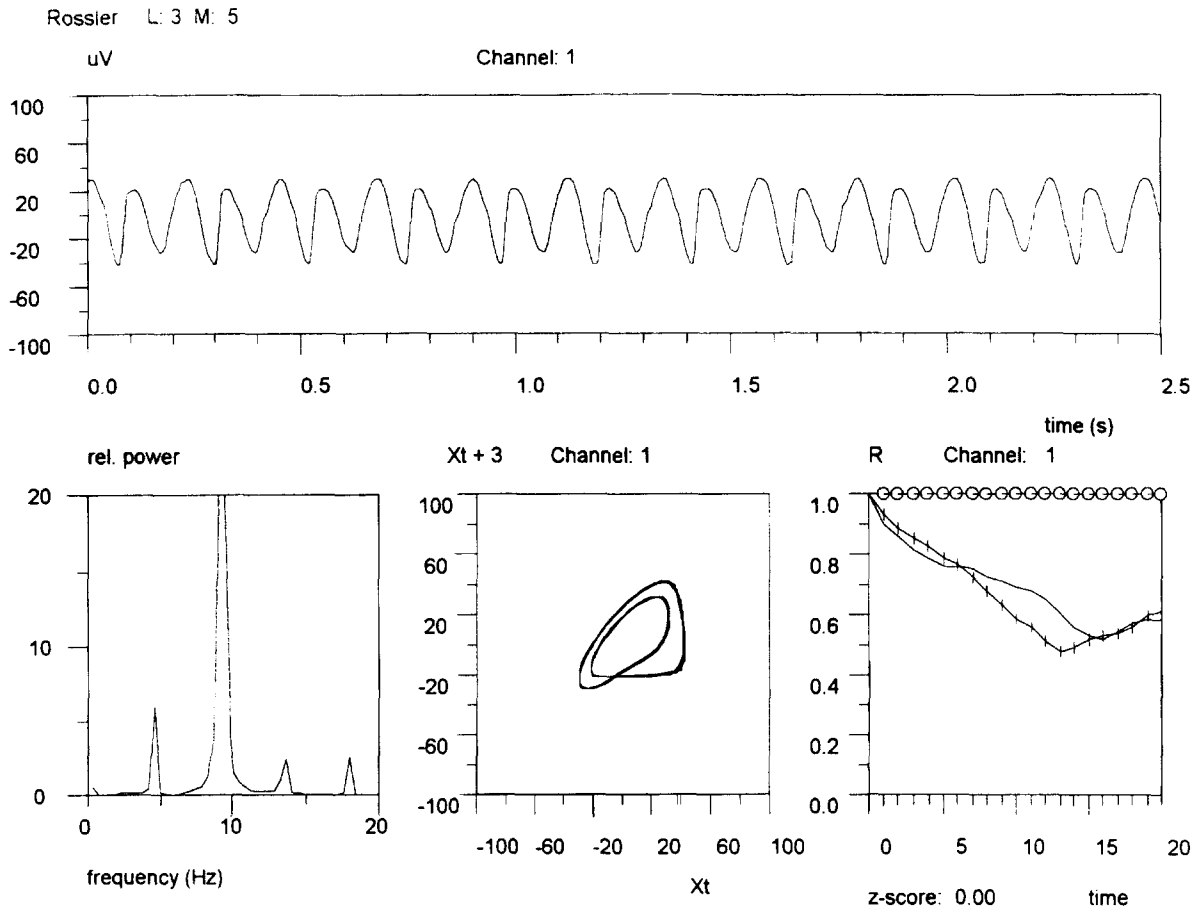 Rossler L: 3 M: 5
uV Channel: 1
100
60
20
-20
-60
-100
0.0 0.5 1.0 1.5 2.0 2.5
time (s)
rel. power
20
10
0
0 10 20
frequency (Hz)
Xt + 3 Channel: 1
100
60
20
-20
-60
-100
-100 -60 -20 20 60 100
Xt
R Channel: 1
1.0
0.8
0.6
0.4
0.2
0.0
0 5 10 15 20
z-score: 0.00 time